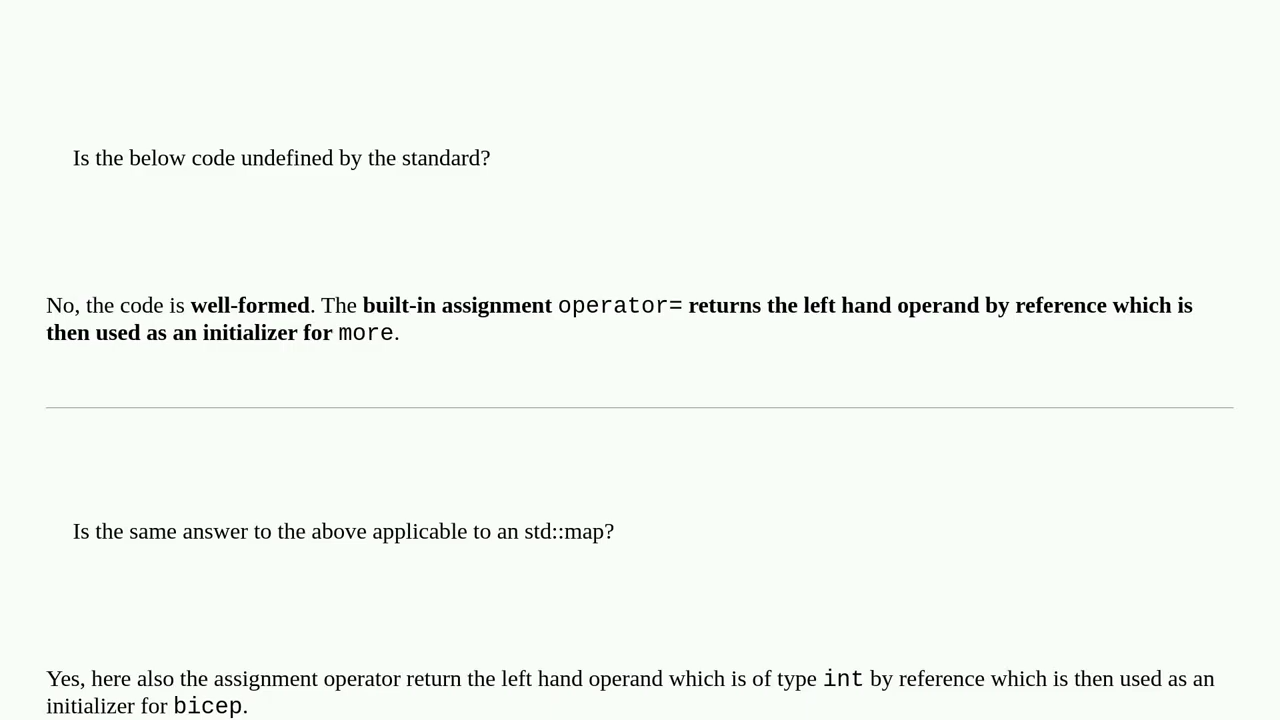 Is the below code undefined by the standard?
No, the code is well-formed. The built-in assignment operator= returns the left hand operand by reference which is
then used as an initializer for more.
Is the same answer to the above applicable to an std::map?
Yes, here also the assignment operator return the left hand operand which is of type int by reference which is then used as an
initializer for bicep.